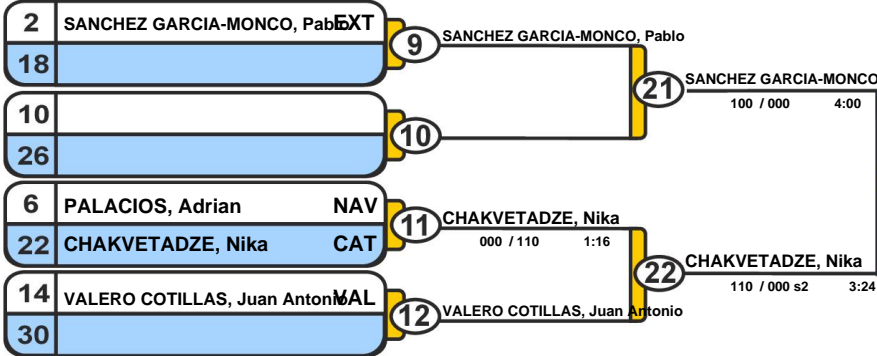 2 SANCHEZ GARCIA-MONCO, Pablo EXT
18
9
SANCHEZ GARCIA-MONCO, Pablo
10
26
10
21
SANCHEZ GARCIA-MONCO
100 / 000 4:00
6 PALACIOS, Adrian NAV
22 CHAKVETADZE, Nika CAT
11
CHAKVETADZE, Nika
000 / 110 1:16
14 VALERO COTILLAS, Juan Antonio VAL
30
12
VALERO COTILLAS, Juan Antonio
22
CHAKVETADZE, Nika
110 / 000 s2 3:24